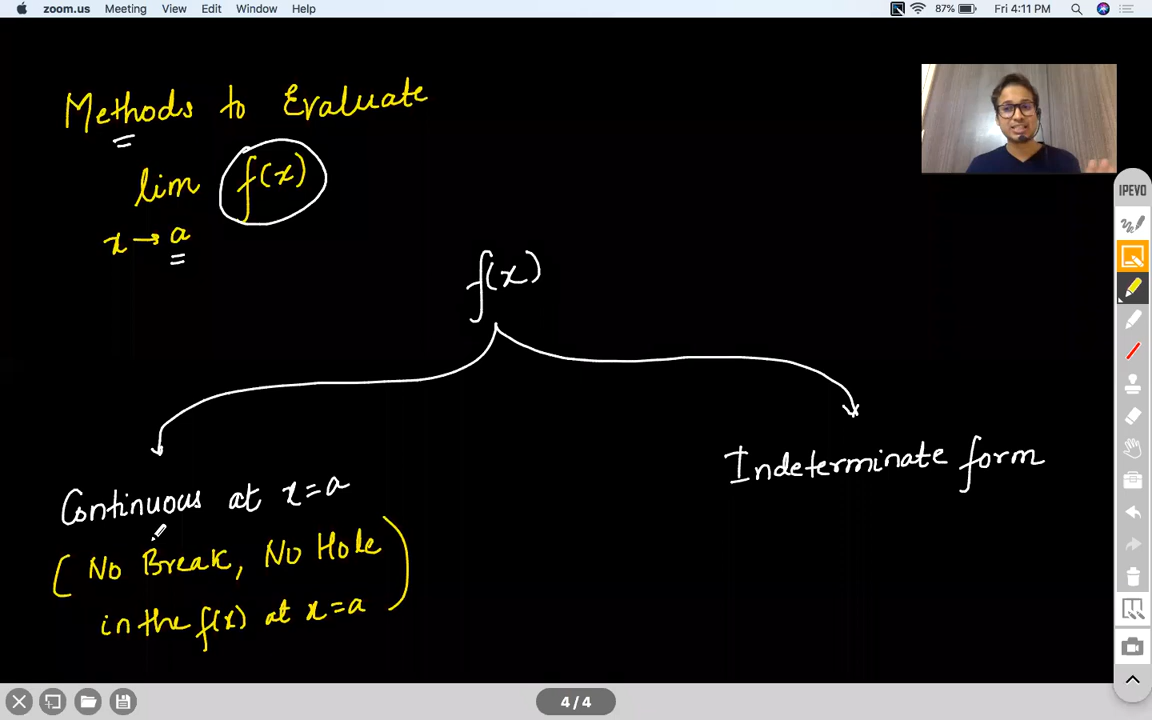 zoom.us Meeting View Edit Window Help 87% Fri 4:11 PM
Methods to Evaluate
lim f(x)
x → a
f(x)
IPEVO
Continuous at x = a
Indeterminate form
( No Break, No Hole
in the f(x) at x = a )
4 / 4